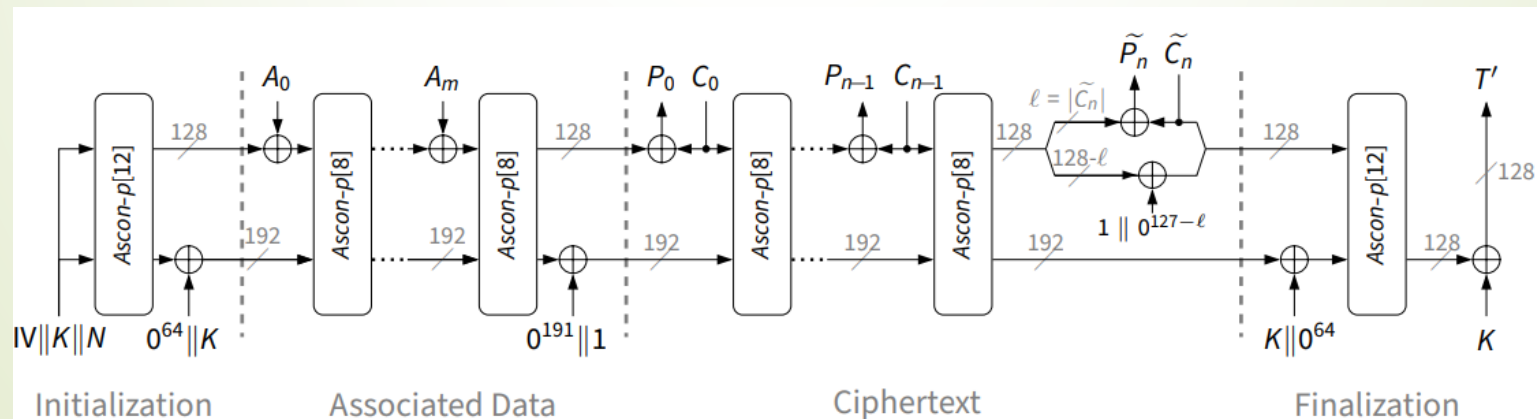 A₀ A_m P₀ C₀ P_{n–1} C_{n–1} P̃_n C̃_n T′
ℓ = |C̃_n|
128 128 128 128 128
128-ℓ
Ascon-p[12] Ascon-p[8] Ascon-p[8] Ascon-p[8] Ascon-p[8] Ascon-p[12]
1 ∥ 0^{127−ℓ}
192 192 192 192 192 128
IV∥K∥N 0^{64}∥K 0^{191}∥1 K∥0^{64} K
Initialization Associated Data Ciphertext Finalization